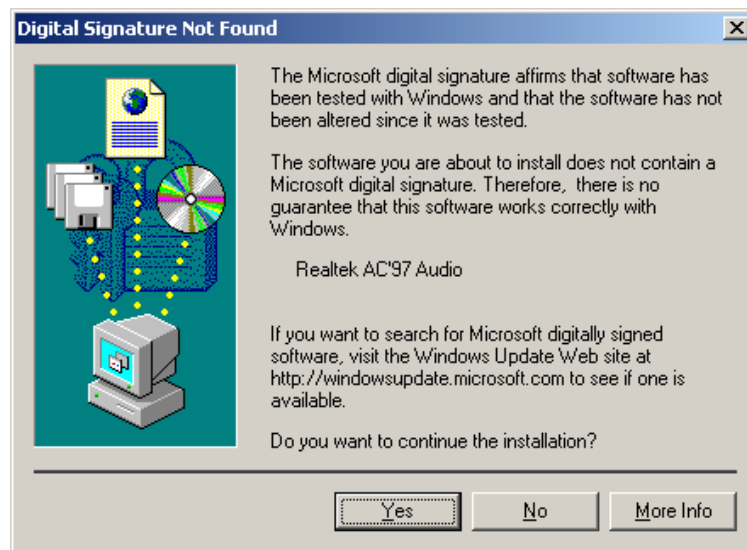 Digital Signature Not Found
The Microsoft digital signature affirms that software has
been tested with Windows and that the software has not
been altered since it was tested.
The software you are about to install does not contain a
Microsoft digital signature. Therefore,  there is no
guarantee that this software works correctly with
Windows.
Realtek AC'97 Audio
If you want to search for Microsoft digitally signed
software, visit the Windows Update Web site at
http://windowsupdate.microsoft.com to see if one is
available.
Do you want to continue the installation?
Yes
No
More Info